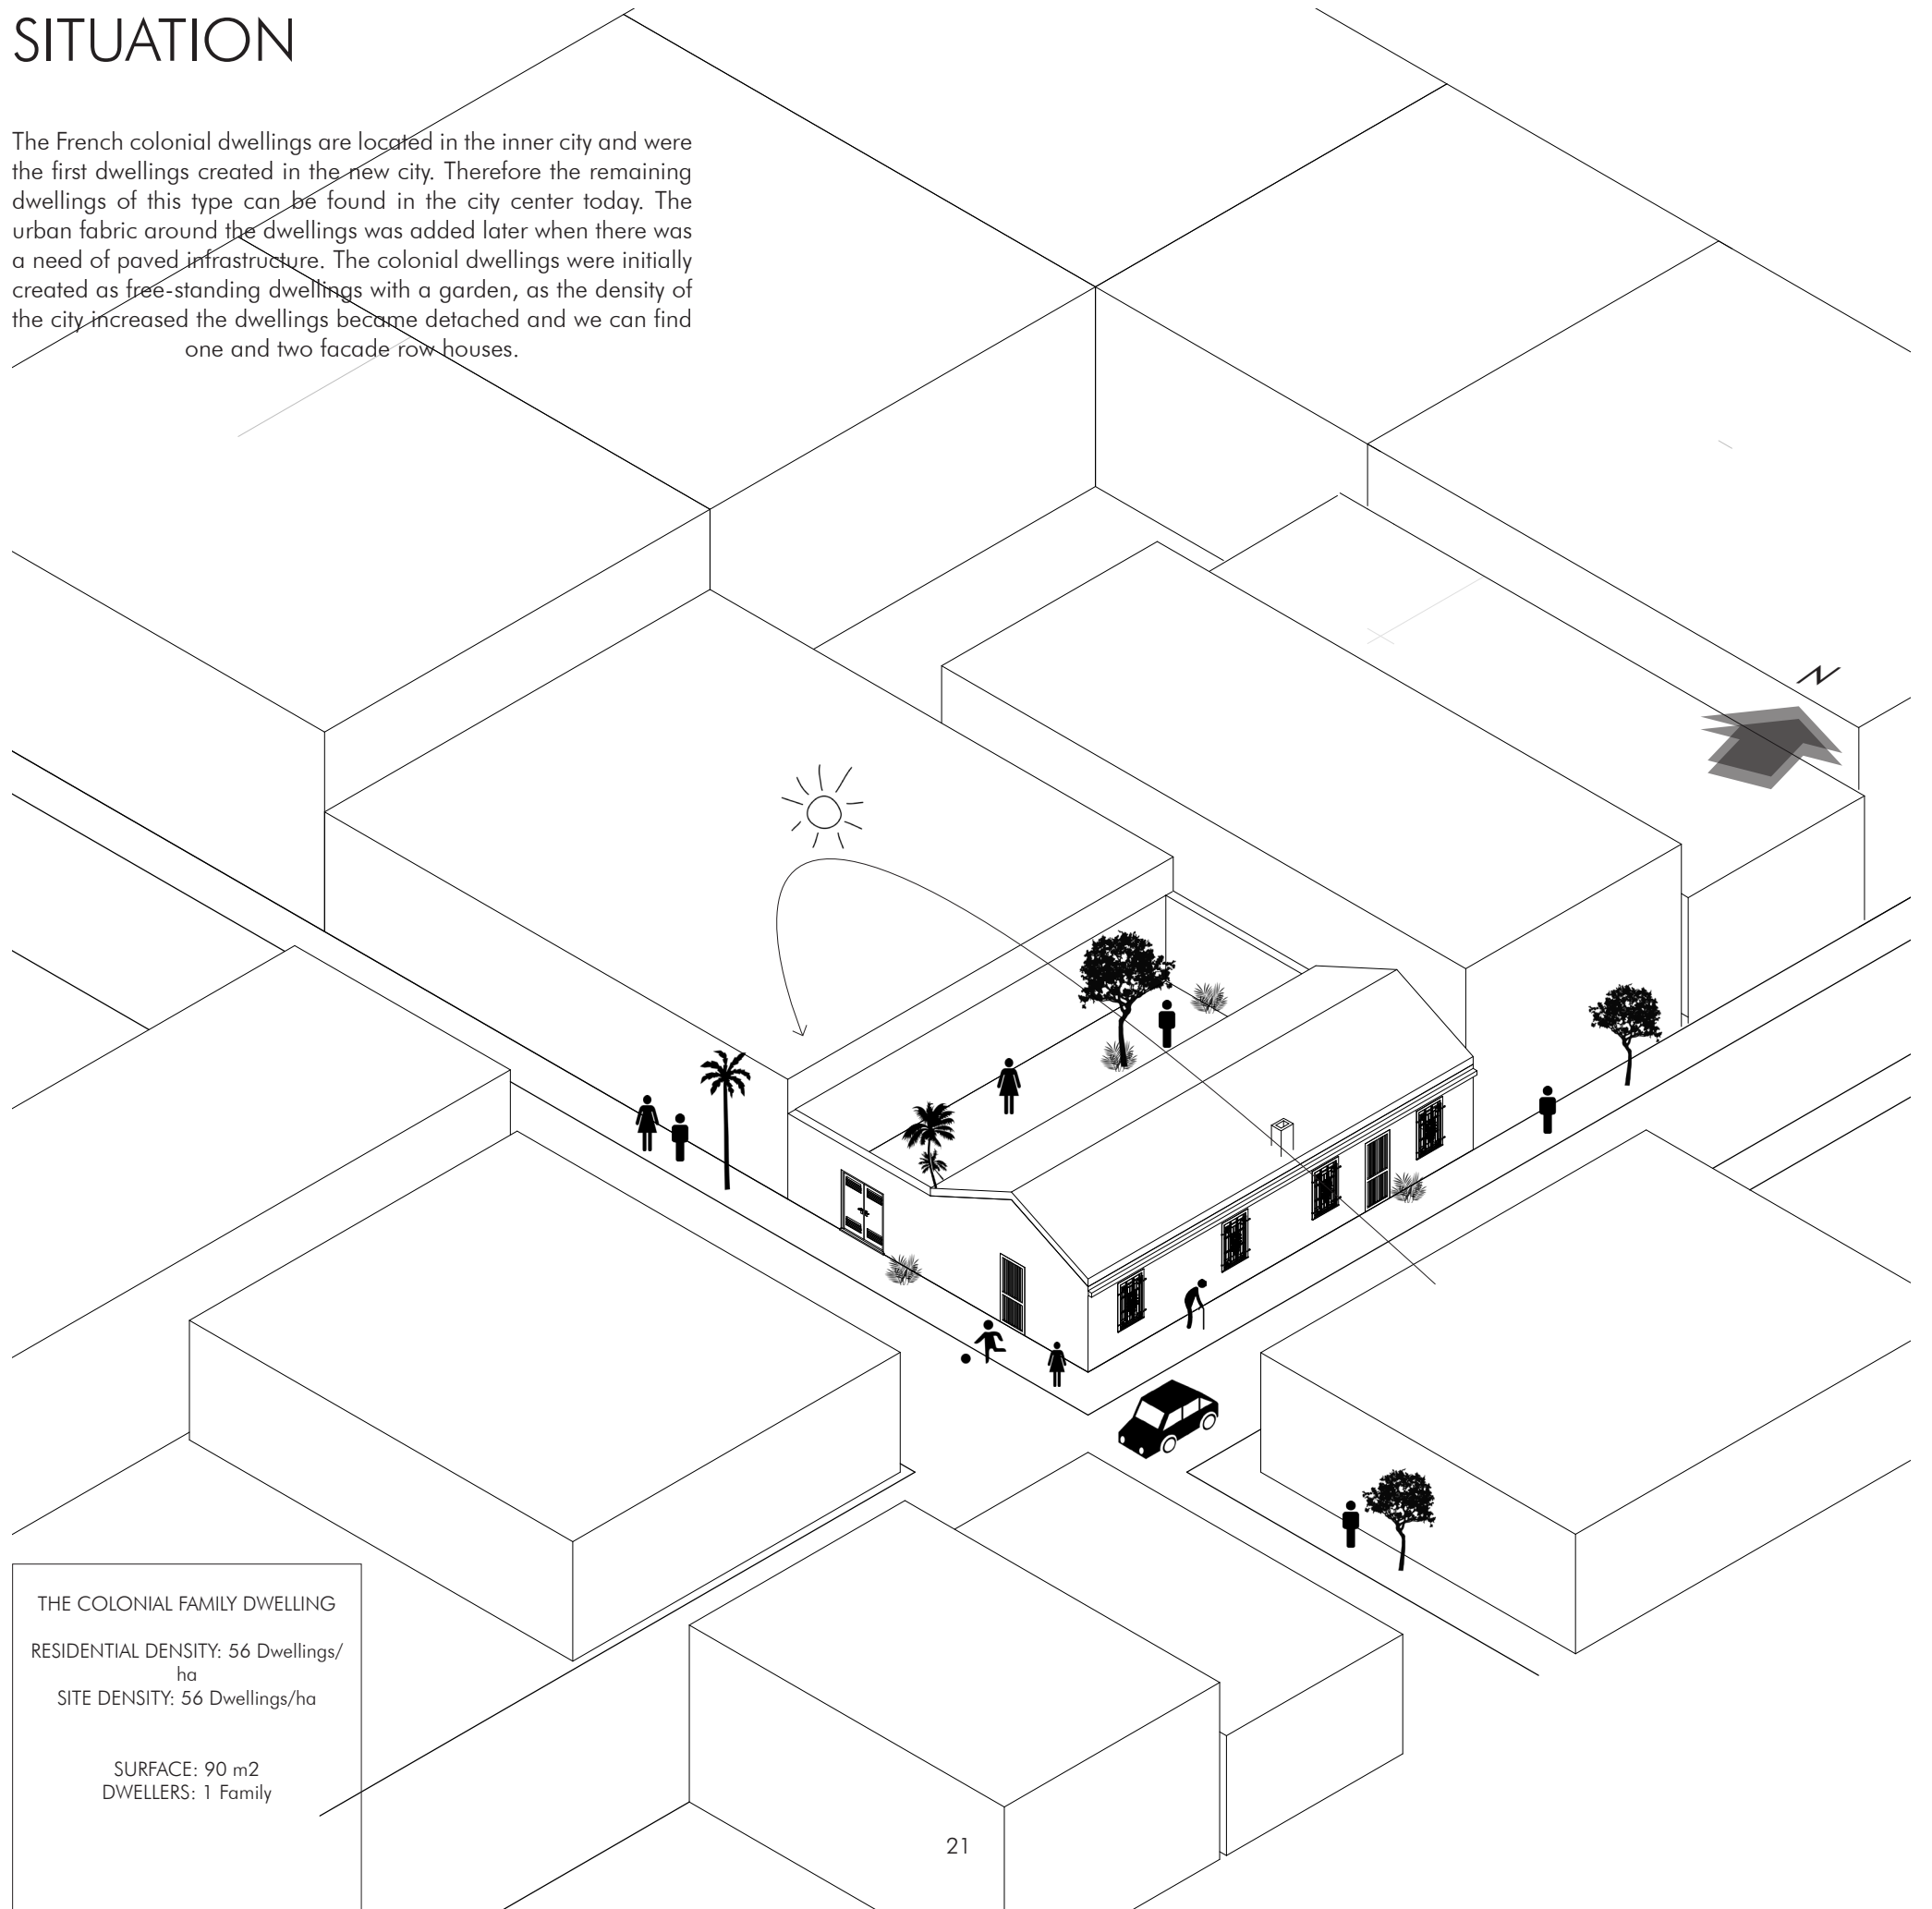 SITUATION
The French colonial dwellings are located in the inner city and were
the first dwellings created in the new city. Therefore the remaining
dwellings of this type can be found in the city center today. The
urban fabric around the dwellings was added later when there was
a need of paved infrastructure. The colonial dwellings were initially
created as free-standing dwellings with a garden, as the density of
the city increased the dwellings became detached and we can find
one and two facade row houses.
N
THE COLONIAL FAMILY DWELLING
RESIDENTIAL DENSITY: 56 Dwellings/
ha
SITE DENSITY: 56 Dwellings/ha
SURFACE: 90 m2
DWELLERS: 1 Family
21